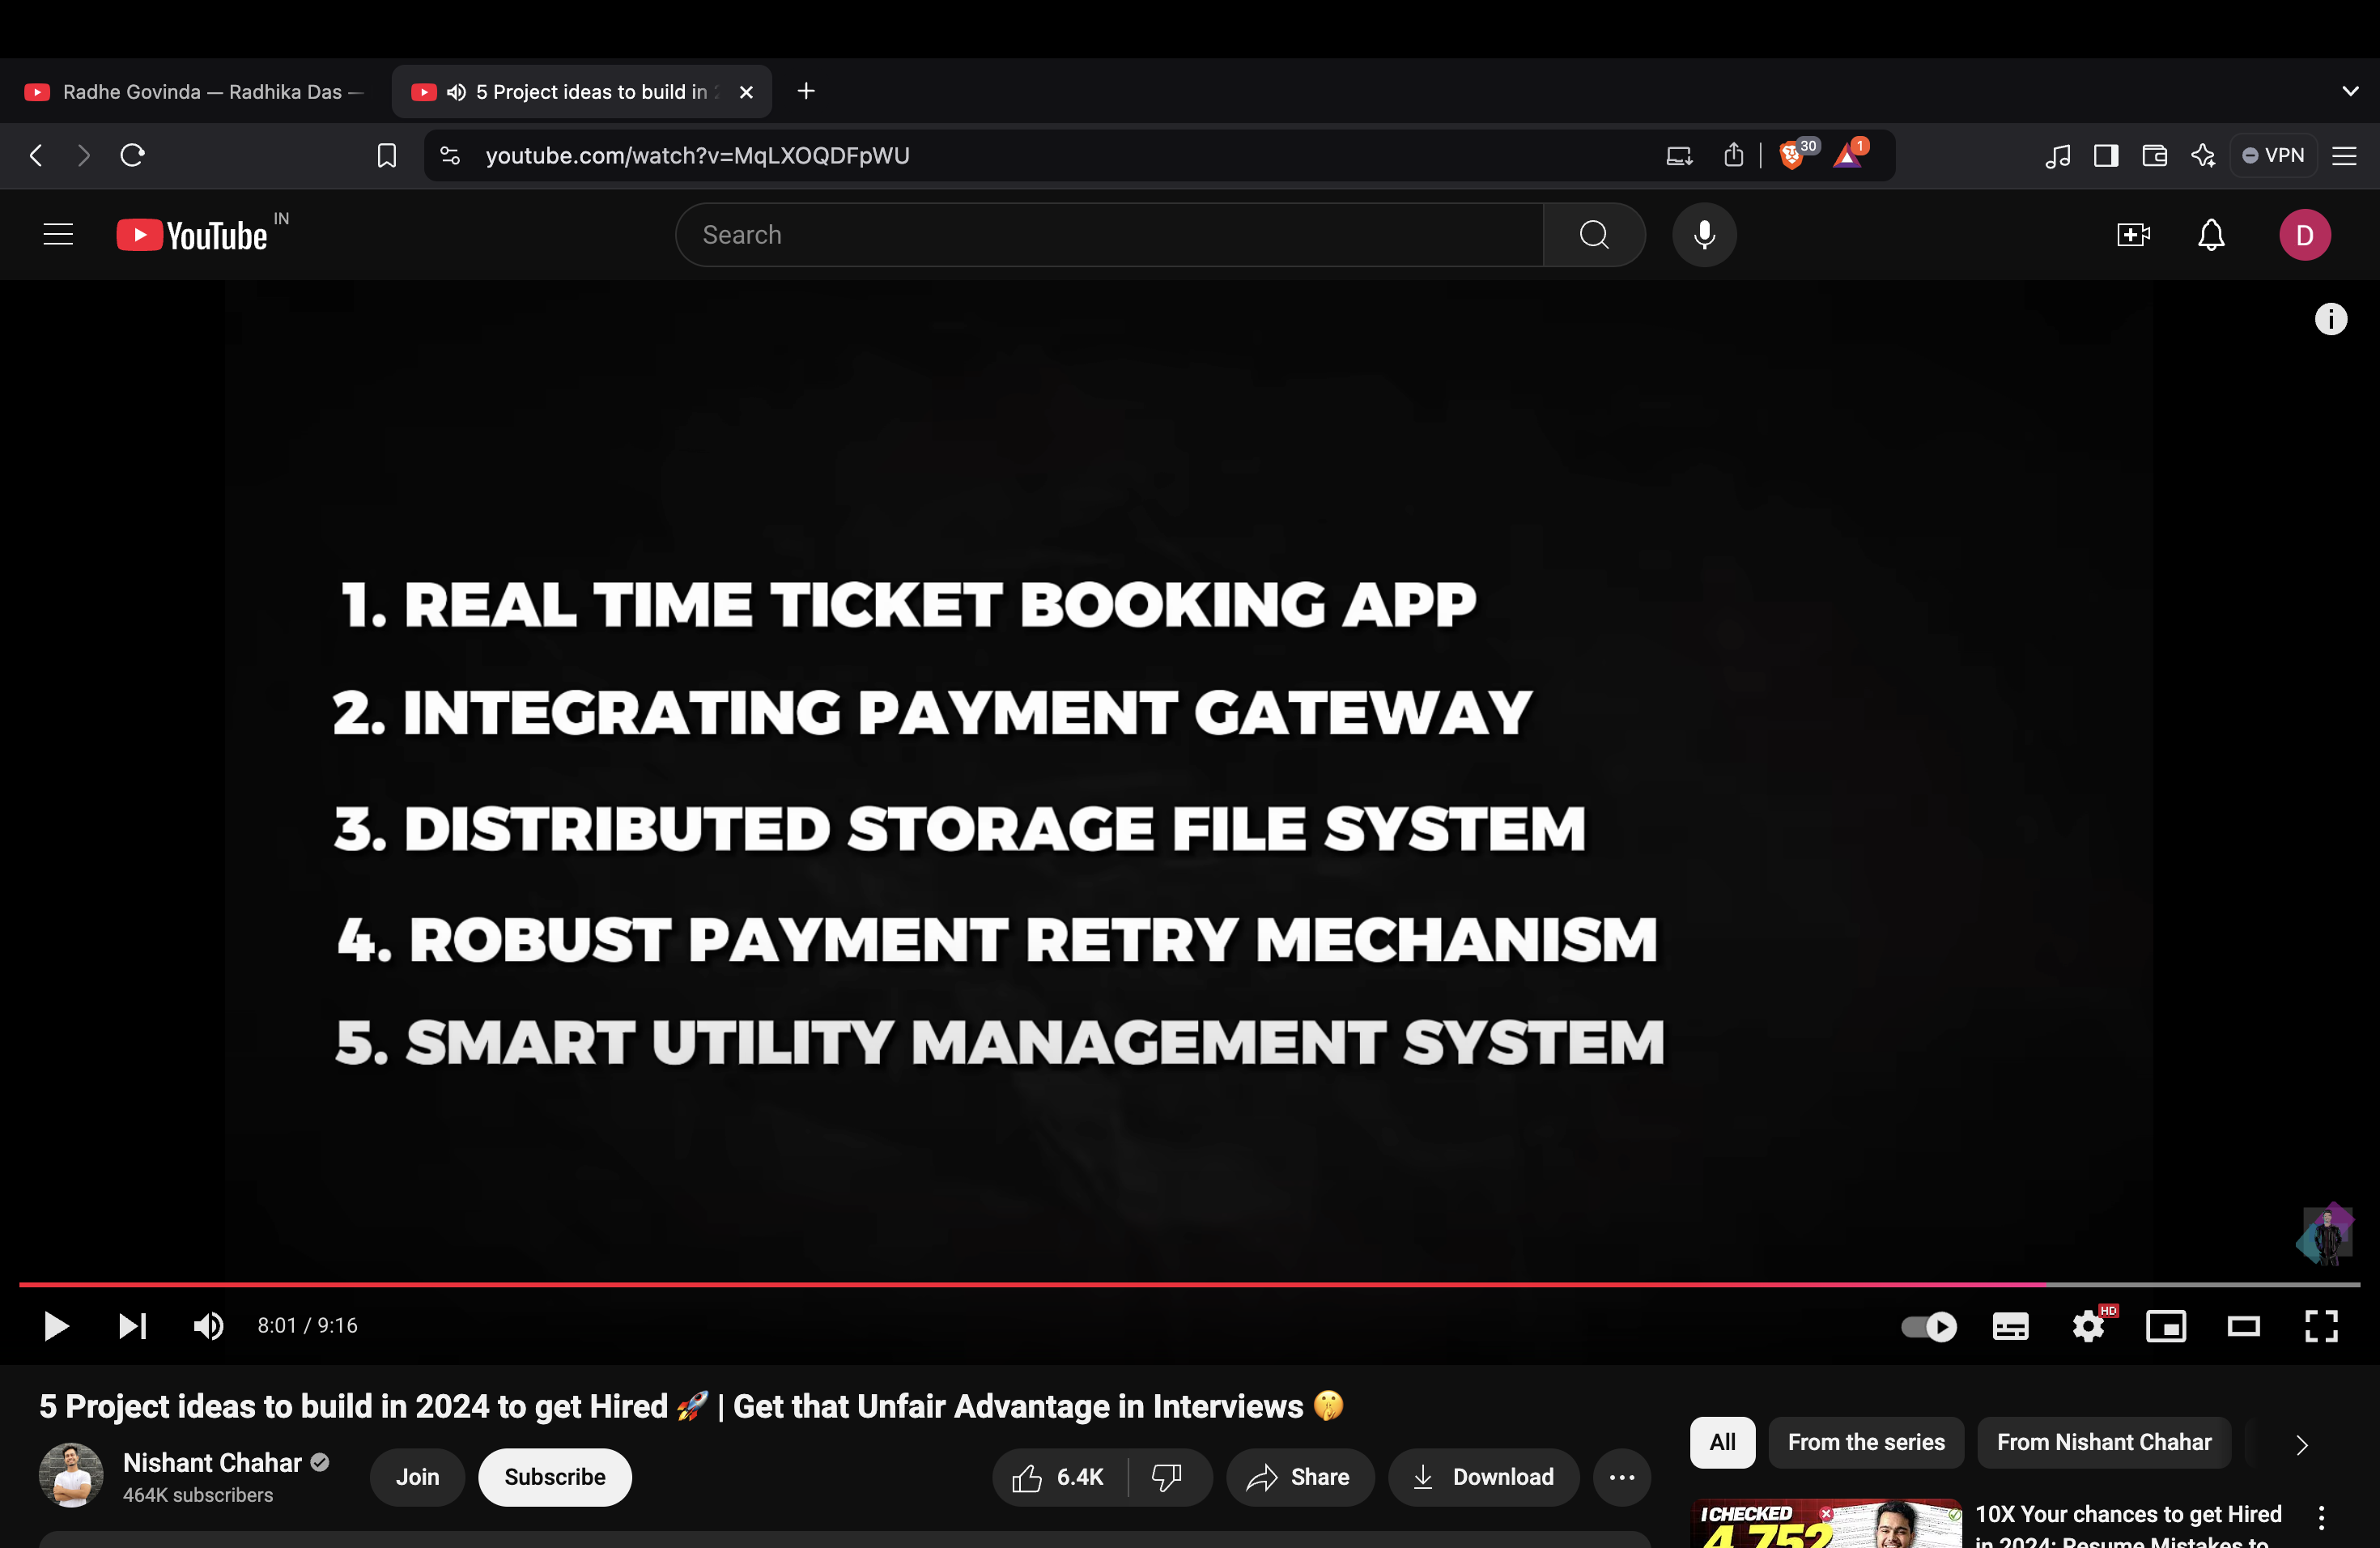 Radhe Govinda — Radhika Das —
5 Project ideas to build in
youtube.com/watch?v=MqLXOQDFpWU
30
1
VPN
YouTube IN
Search
D
1. REAL TIME TICKET BOOKING APP
2. INTEGRATING PAYMENT GATEWAY
3. DISTRIBUTED STORAGE FILE SYSTEM
4. ROBUST PAYMENT RETRY MECHANISM
5. SMART UTILITY MANAGEMENT SYSTEM
8:01 / 9:16
HD
5 Project ideas to build in 2024 to get Hired 🚀 | Get that Unfair Advantage in Interviews 🤫
Nishant Chahar
464K subscribers
Join
Subscribe
6.4K
Share
Download
All
From the series
From Nishant Chahar
I CHECKED
4,752
10X Your chances to get Hired
in 2024: Resume Mistakes to